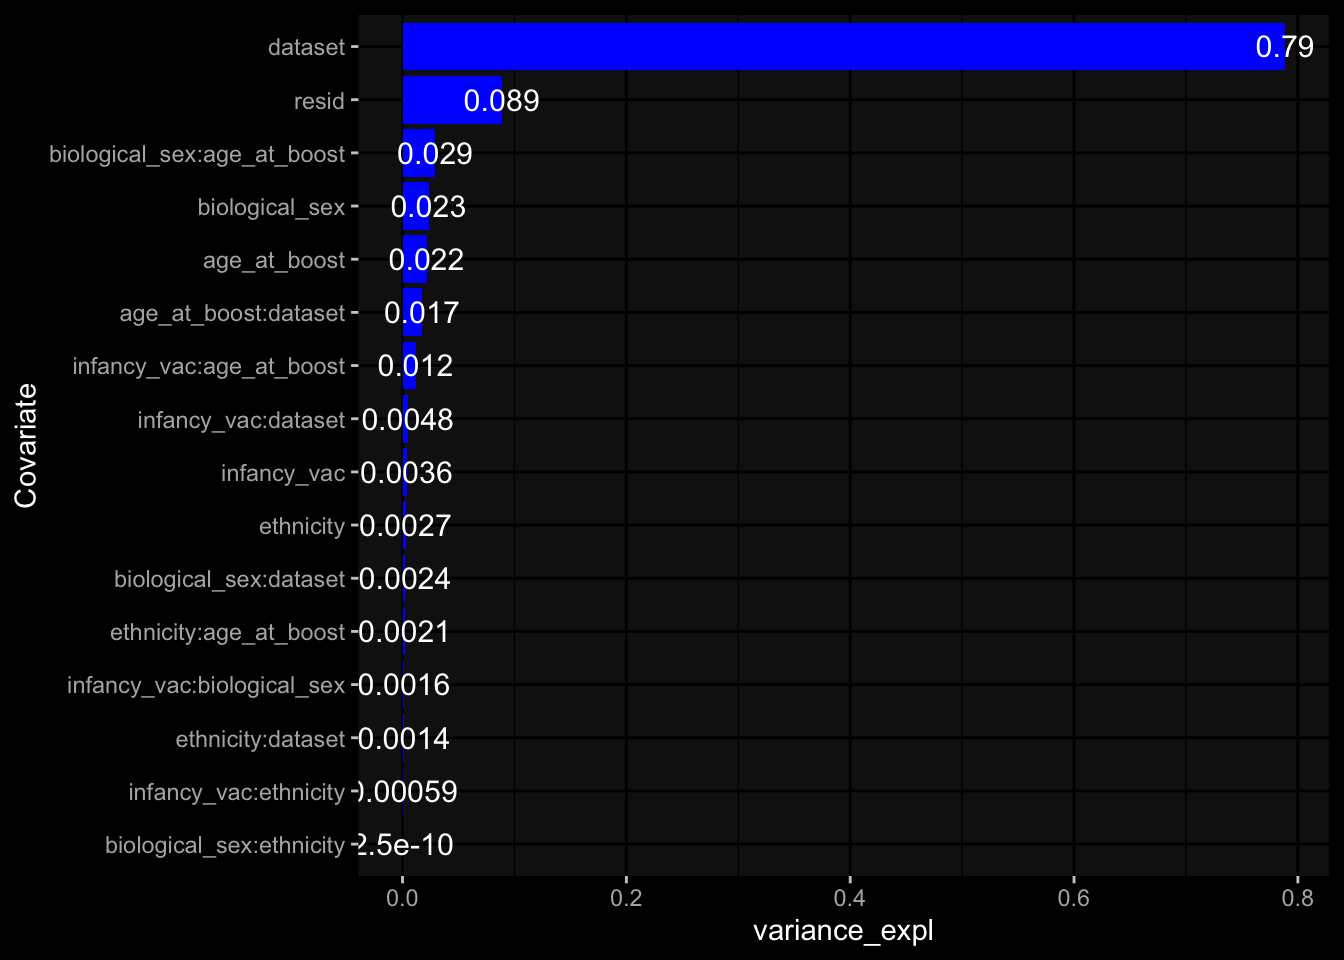 dataset 0.79
resid 0.089
biological_sex:age_at_boost 0.029
biological_sex 0.023
age_at_boost 0.022
age_at_boost:dataset 0.017
infancy_vac:age_at_boost 0.012
infancy_vac:dataset 0.0048
infancy_vac 0.0036
ethnicity 0.0027
biological_sex:dataset 0.0024
ethnicity:age_at_boost 0.0021
infancy_vac:biological_sex 0.0016
ethnicity:dataset 0.0014
infancy_vac:ethnicity 0.00059
biological_sex:ethnicity 2.5e-10
0.0 0.2 0.4 0.6 0.8
variance_expl
Covariate